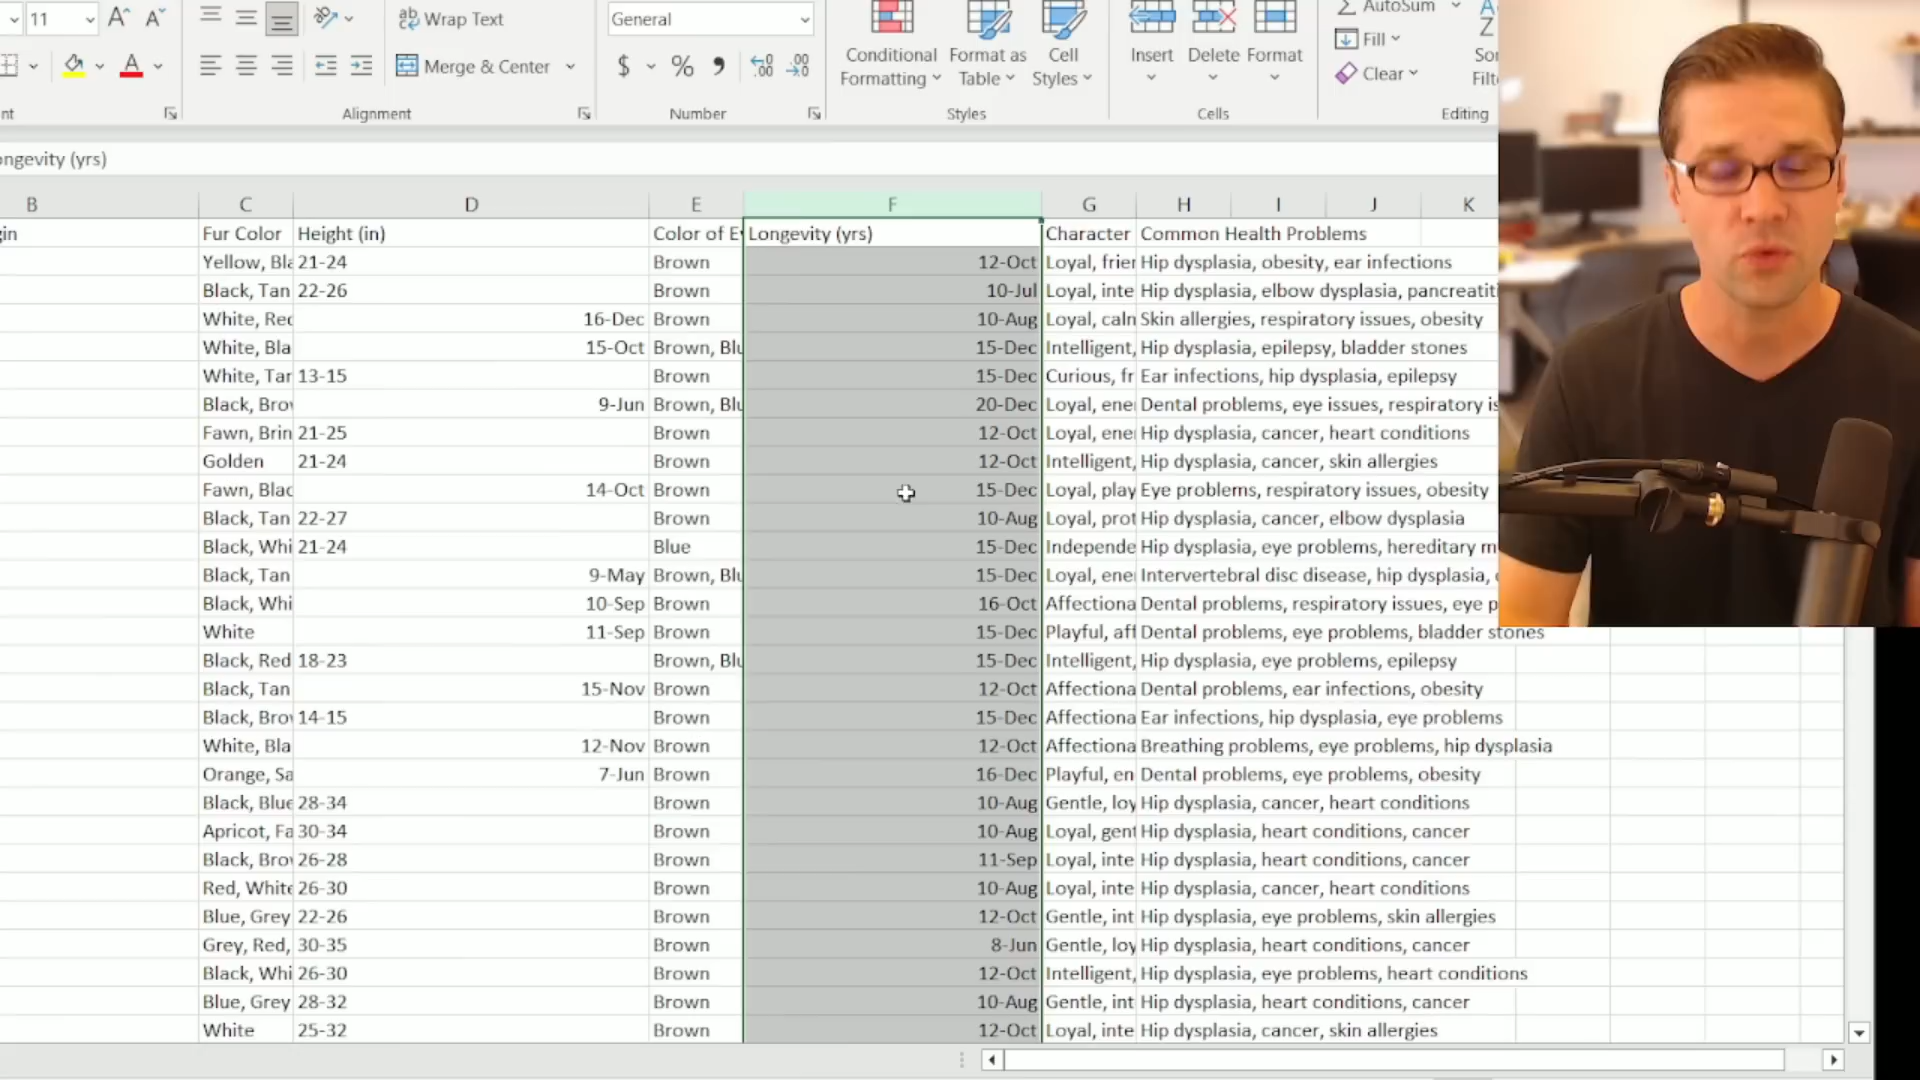 11 Wrap Text General AutoSum
Conditional Format as Cell Insert Delete Format Fill
Merge & Center $ % Formatting Table Styles Clear
Alignment Number Styles Cells Editing
Longevity (yrs)
B C D E F G H I J K
Fur Color Height (in) Color of E Longevity (yrs) Character Common Health Problems
Yellow, Bla 21-24 Brown 12-Oct Loyal, frier Hip dysplasia, obesity, ear infections
Black, Tan 22-26 Brown 10-Jul Loyal, inte Hip dysplasia, elbow dysplasia, pancreatiti
White, Red 16-Dec Brown 10-Aug Loyal, caln Skin allergies, respiratory issues, obesity
White, Bla 15-Oct Brown, Blu 15-Dec Intelligent, Hip dysplasia, epilepsy, bladder stones
White, Tar 13-15 Brown 15-Dec Curious, fr Ear infections, hip dysplasia, epilepsy
Black, Brov 9-Jun Brown, Blu 20-Dec Loyal, ene Dental problems, eye issues, respiratory is
Fawn, Brin 21-25 Brown 12-Oct Loyal, ene Hip dysplasia, cancer, heart conditions
Golden 21-24 Brown 12-Oct Intelligent, Hip dysplasia, cancer, skin allergies
Fawn, Blac 14-Oct Brown 15-Dec Loyal, play Eye problems, respiratory issues, obesity
Black, Tan 22-27 Brown 10-Aug Loyal, prot Hip dysplasia, cancer, elbow dysplasia
Black, Whi 21-24 Blue 15-Dec Independe Hip dysplasia, eye problems, hereditary m
Black, Tan 9-May Brown, Blu 15-Dec Loyal, ene Intervertebral disc disease, hip dysplasia,
Black, Whi 10-Sep Brown 16-Oct Affectiona Dental problems, respiratory issues, eye p
White 11-Sep Brown 15-Dec Playful, aff Dental problems, eye problems, bladder stones
Black, Red 18-23 Brown, Blu 15-Dec Intelligent, Hip dysplasia, eye problems, epilepsy
Black, Tan 15-Nov Brown 12-Oct Affectiona Dental problems, ear infections, obesity
Black, Brov 14-15 Brown 15-Dec Affectiona Ear infections, hip dysplasia, eye problems
White, Bla 12-Nov Brown 12-Oct Affectiona Breathing problems, eye problems, hip dysplasia
Orange, Sa 7-Jun Brown 16-Dec Playful, en Dental problems, eye problems, obesity
Black, Blue 28-34 Brown 10-Aug Gentle, loy Hip dysplasia, cancer, heart conditions
Apricot, Fa 30-34 Brown 10-Aug Loyal, gent Hip dysplasia, heart conditions, cancer
Black, Brov 26-28 Brown 11-Sep Loyal, inte Hip dysplasia, heart conditions, cancer
Red, White 26-30 Brown 10-Aug Loyal, inte Hip dysplasia, cancer, heart conditions
Blue, Grey 22-26 Brown 12-Oct Gentle, int Hip dysplasia, eye problems, skin allergies
Grey, Red, 30-35 Brown 8-Jun Gentle, loy Hip dysplasia, heart conditions, cancer
Black, Whi 26-30 Brown 12-Oct Intelligent, Hip dysplasia, eye problems, heart conditions
Blue, Grey 28-32 Brown 10-Aug Gentle, int Hip dysplasia, heart conditions, cancer
White 25-32 Brown 12-Oct Loyal, inte Hip dysplasia, cancer, skin allergies